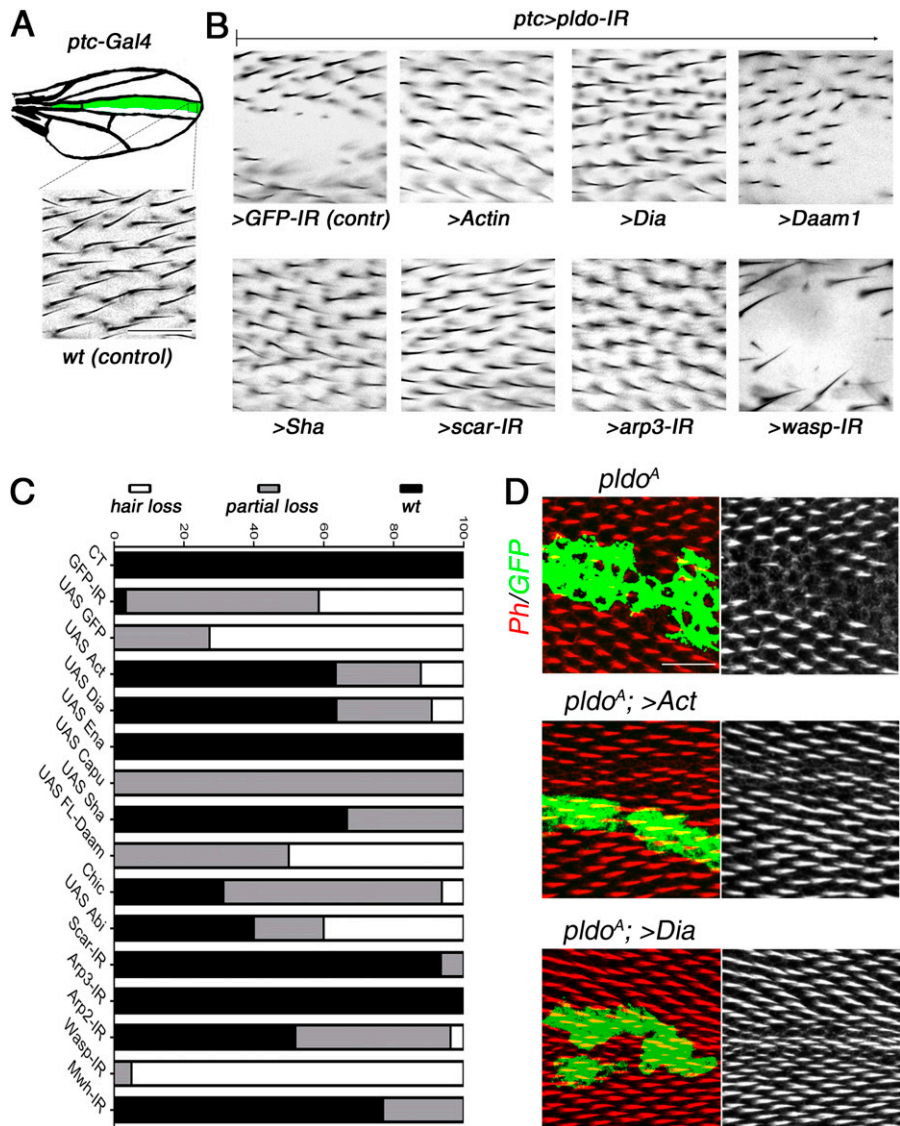 A
ptc-Gal4
wt (control)
B
ptc>pldo-IR
>GFP-IR (contr)
>Actin
>Dia
>Daam1
>Sha
>scar-IR
>arp3-IR
>wasp-IR
C
hair loss
partial loss
wt
0
20
40
60
80
100
CT
GFP-IR
UAS GFP
UAS Act
UAS Dia
UAS Ena
UAS Capu
UAS Sha
UAS FL-Daam
Chic
UAS Abi
Scar-IR
Arp3-IR
Arp2-IR
Wasp-IR
Mwh-IR
D
pldoᴬ
Ph/GFP
pldoᴬ; >Act
pldoᴬ; >Dia